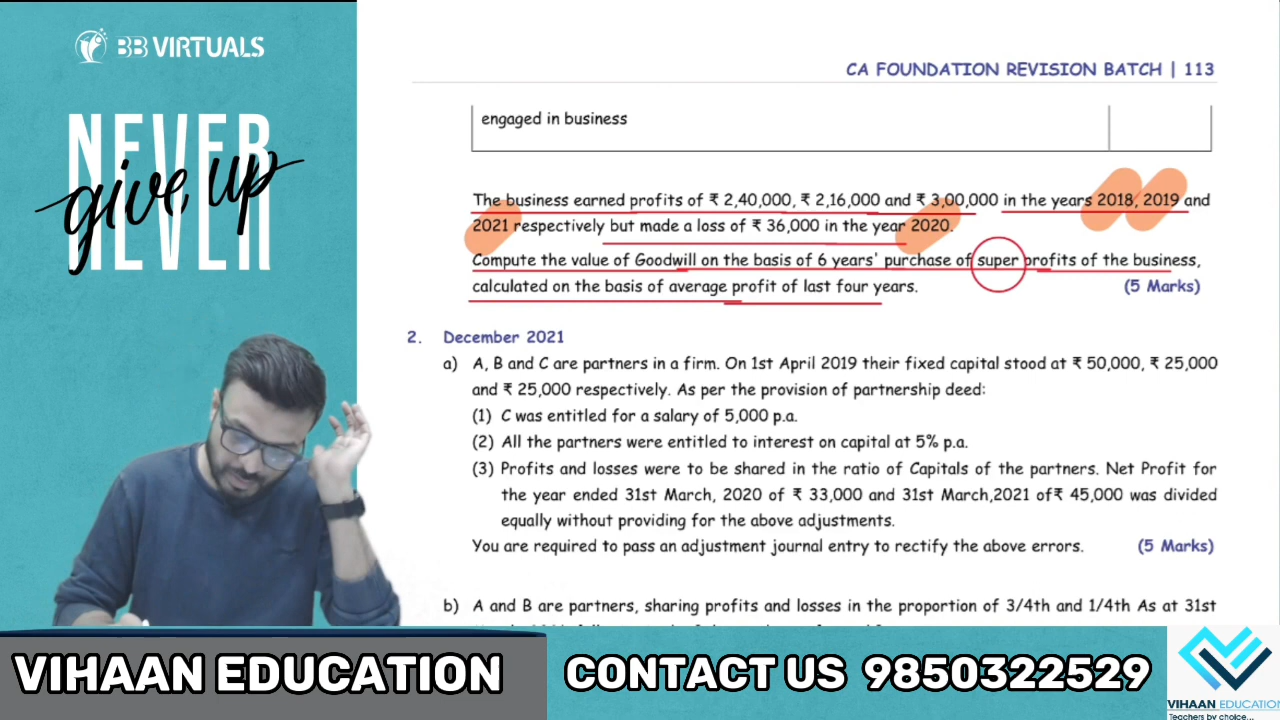 BB VIRTUALS
NEVER
give up
NEVER
CA FOUNDATION REVISION BATCH | 113
engaged in business
The business earned profits of ₹ 2,40,000, ₹ 2,16,000 and ₹ 3,00,000 in the years 2018, 2019 and
2021 respectively but made a loss of ₹ 36,000 in the year 2020.
Compute the value of Goodwill on the basis of 6 years' purchase of super profits of the business,
calculated on the basis of average profit of last four years. (5 Marks)
2. December 2021
a) A, B and C are partners in a firm. On 1st April 2019 their fixed capital stood at ₹ 50,000, ₹ 25,000
and ₹ 25,000 respectively. As per the provision of partnership deed:
(1) C was entitled for a salary of 5,000 p.a.
(2) All the partners were entitled to interest on capital at 5% p.a.
(3) Profits and losses were to be shared in the ratio of Capitals of the partners. Net Profit for
the year ended 31st March, 2020 of ₹ 33,000 and 31st March,2021 of₹ 45,000 was divided
equally without providing for the above adjustments.
You are required to pass an adjustment journal entry to rectify the above errors. (5 Marks)
b) A and B are partners, sharing profits and losses in the proportion of 3/4th and 1/4th As at 31st
VIHAAN EDUCATION
CONTACT US 9850322529
VIHAAN EDUCATION
Teachers by choice...